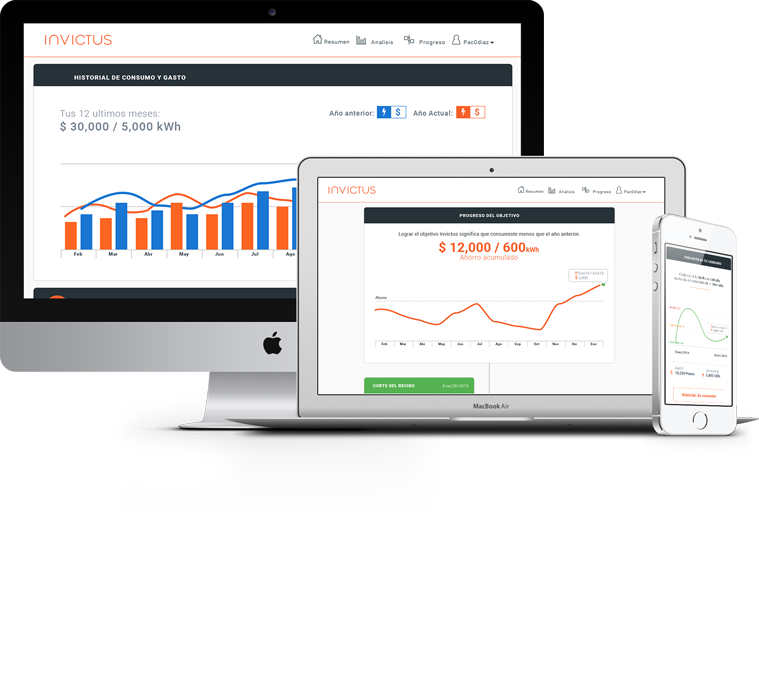 INVICTUS
Resumen Analisis Progreso PacOdiaz
HISTORIAL DE CONSUMO Y GASTO
Tus 12 ultimos meses:
$ 30,000 / 5,000 kWh
Año anterior: $ Año Actual: $
Feb Mar Abr May Jun Jul Ago
INVICTUS
Resumen Analisis Progreso PacOdiaz
PROGRESO DEL OBJETIVO
Lograr el objetivo Invictus significa que consumiste menos que el año anterior.
$ 12,000 / 600kWh
Ahorro acumulado
Ahorro
Feb Mar Abr May Jun Jul Ago Sep Oct Nov Dic Ene
CORTE DEL RECIBO
MacBook Air